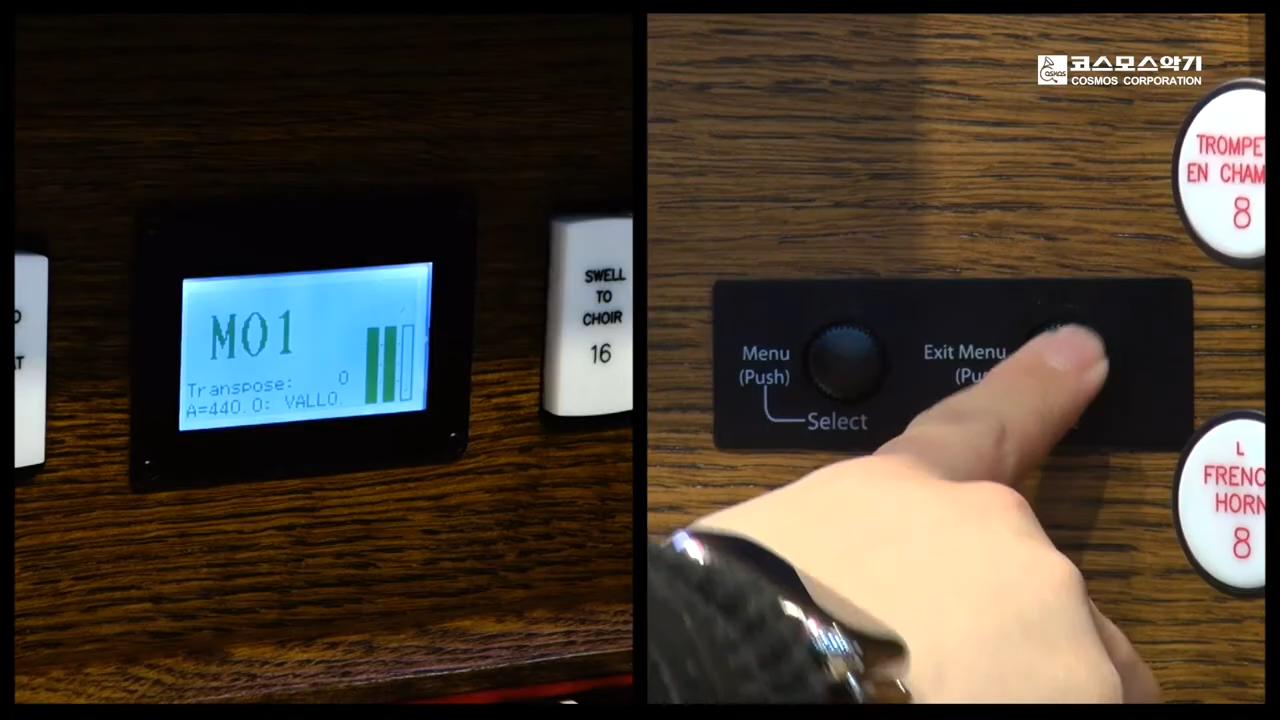 코스모스악기
COSMOS CORPORATION
M01
Transpose: 0
A=440.0: VALLO.
SWELL
TO
CHOIR
16
Menu
(Push)
Select
Exit Menu
TROMPE
EN CHAM
8
L
FRENC
HORN
8